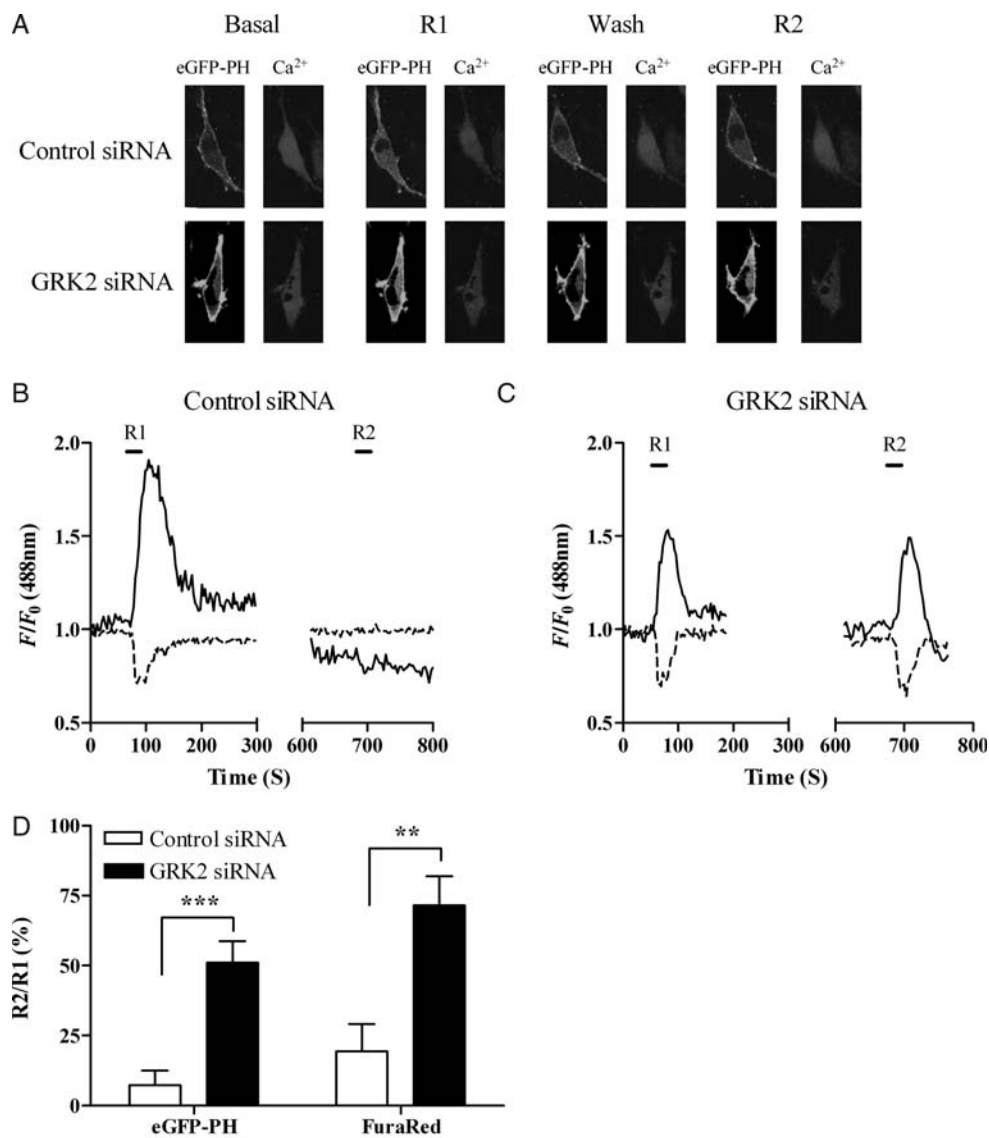 A
Basal R1 Wash R2
eGFP-PH Ca²⁺ eGFP-PH Ca²⁺ eGFP-PH Ca²⁺ eGFP-PH Ca²⁺
Control siRNA
GRK2 siRNA
B Control siRNA
R1 R2
2.0
1.5
1.0
0.5
F/F₀ (488nm)
0 100 200 300 600 700 800
Time (S)
C GRK2 siRNA
R1 R2
2.0
1.5
1.0
0.5
F/F₀ (488nm)
0 100 200 300 600 700 800
Time (S)
D
100
75
50
25
0
R2/R1 (%)
Control siRNA
GRK2 siRNA
*** **
eGFP-PH FuraRed